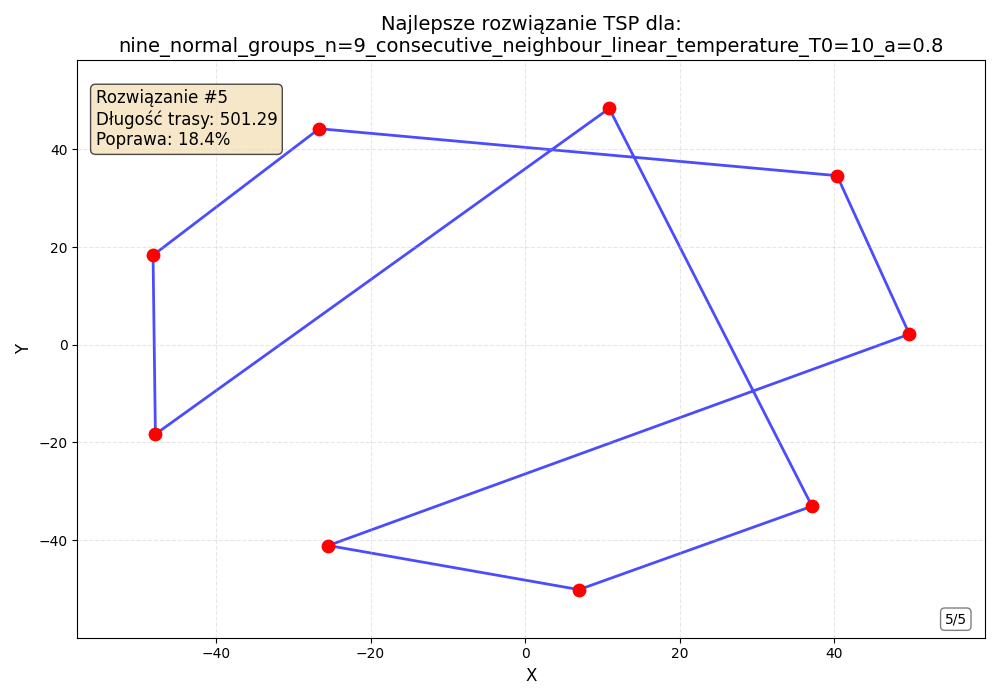 Najlepsze rozwiązanie TSP dla:
nine_normal_groups_n=9_consecutive_neighbour_linear_temperature_T0=10_a=0.8
Rozwiązanie #5
Długość trasy: 501.29
Poprawa: 18.4%
40
20
0
−20
−40
Y
5/5
−40
−20
0
20
40
X